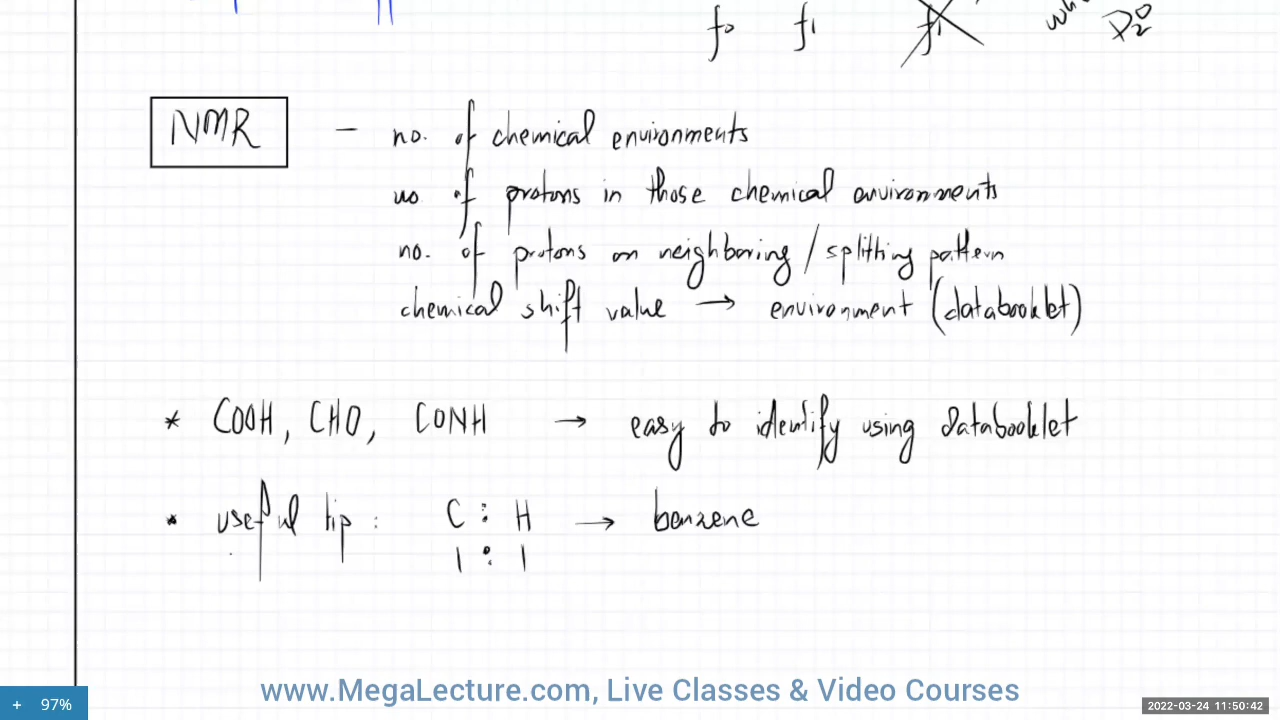 f0 f1 f1
D2O
NMR — no. of chemical environments
no of protons in those chemical environments
no. of protons on neighboring / splitting pattern
chemical shift value → environment (databooklet)
* COOH, CHO, CONH → easy to identify using databooklet
* useful tip : C : H → benzene
1 : 1
www.MegaLecture.com, Live Classes & Video Courses
+ 97%
2022-03-24 11:50:42